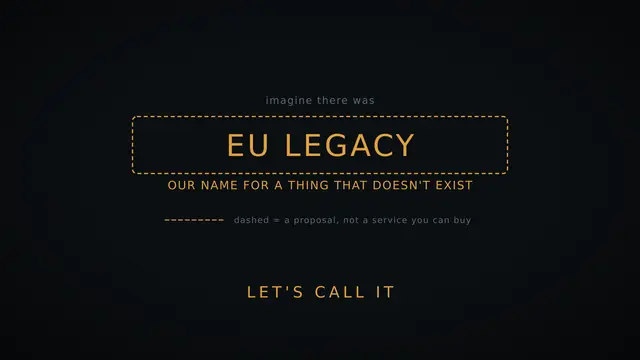 imagine there was
EU LEGACY
OUR NAME FOR A THING THAT DOESN'T EXIST
dashed = a proposal, not a service you can buy
LET'S CALL IT